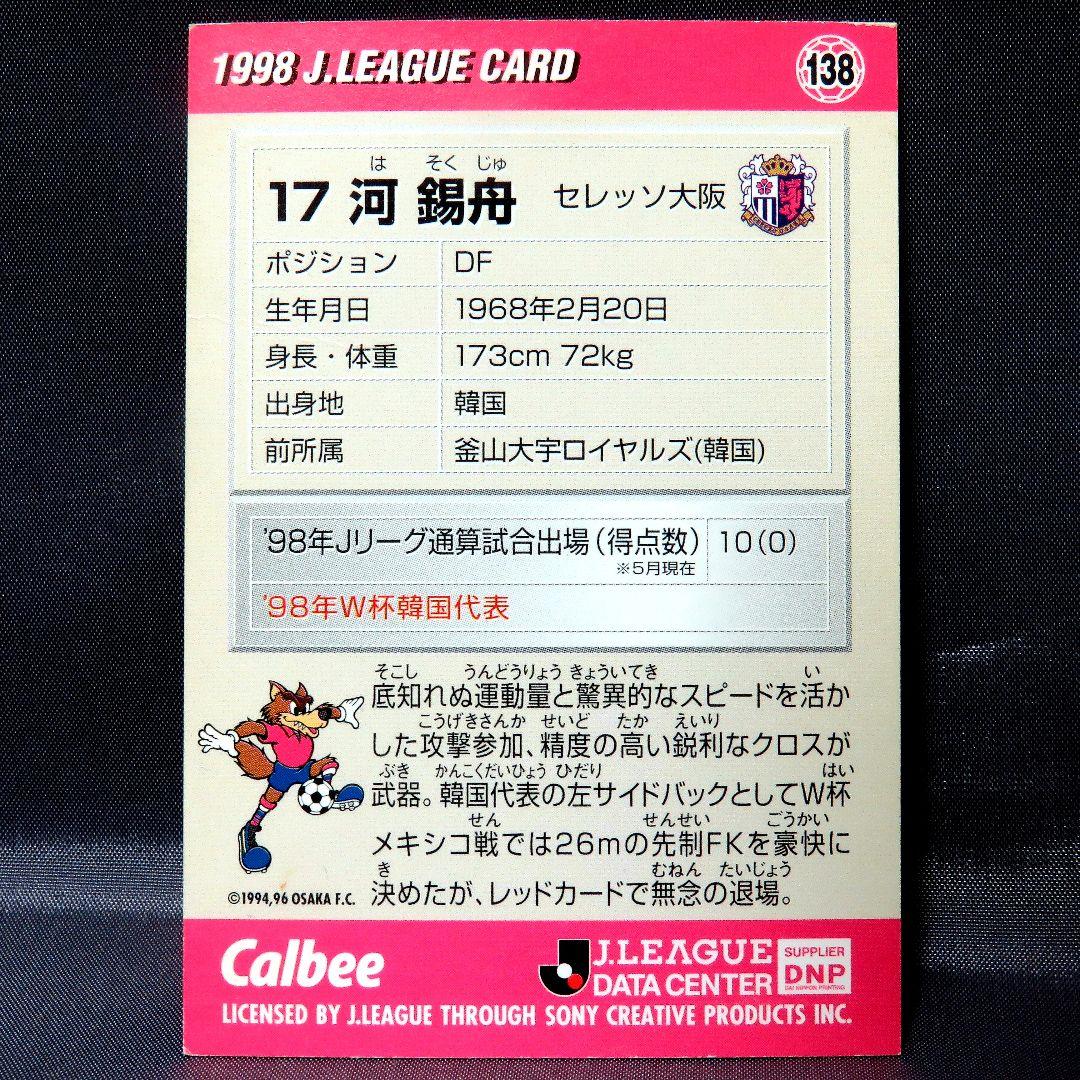 1998 J.LEAGUE CARD
138
は そく じゅ
17 河 錫舟 セレッソ大阪
ポジション DF
生年月日 1968年2月20日
身長・体重 173cm 72kg
出身地 韓国
前所属 釜山大宇ロイヤルズ(韓国)
'98年Jリーグ通算試合出場(得点数) 10(0)
※5月現在
'98年W杯韓国代表
そこし うんどうりょう きょういてき い
底知れぬ運動量と驚異的なスピードを活か
こうげきさんか せいど たか えいり
した攻撃参加、精度の高い鋭利なクロスが
ぶき かんこくだいひょう ひだり はい
武器。韓国代表の左サイドバックとしてW杯
せん せんせい ごうかい
メキシコ戦では26mの先制FKを豪快に
き むねん たいじょう
決めたが、レッドカードで無念の退場。
©1994,96 OSAKA F.C.
Calbee
J.LEAGUE
DATA CENTER
SUPPLIER
DNP
DAI NIPPON PRINTING
LICENSED BY J.LEAGUE THROUGH SONY CREATIVE PRODUCTS INC.